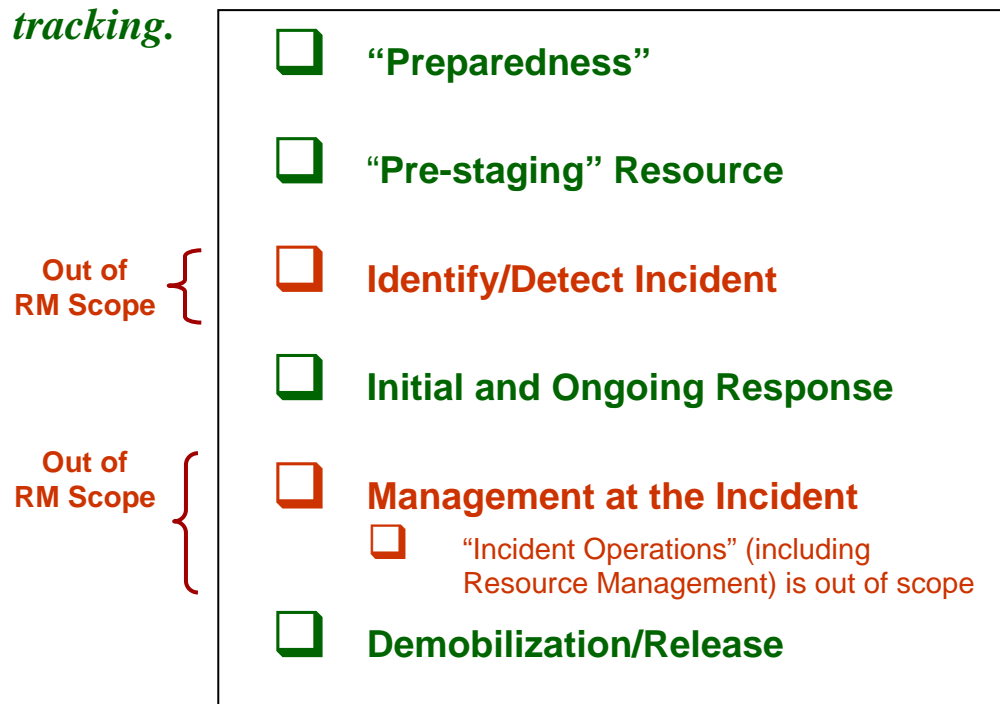 tracking.
“Preparedness”
“Pre-staging” Resource
Out of
RM Scope
Identify/Detect Incident
Initial and Ongoing Response
Out of
RM Scope
Management at the Incident
“Incident Operations” (including
Resource Management) is out of scope
Demobilization/Release